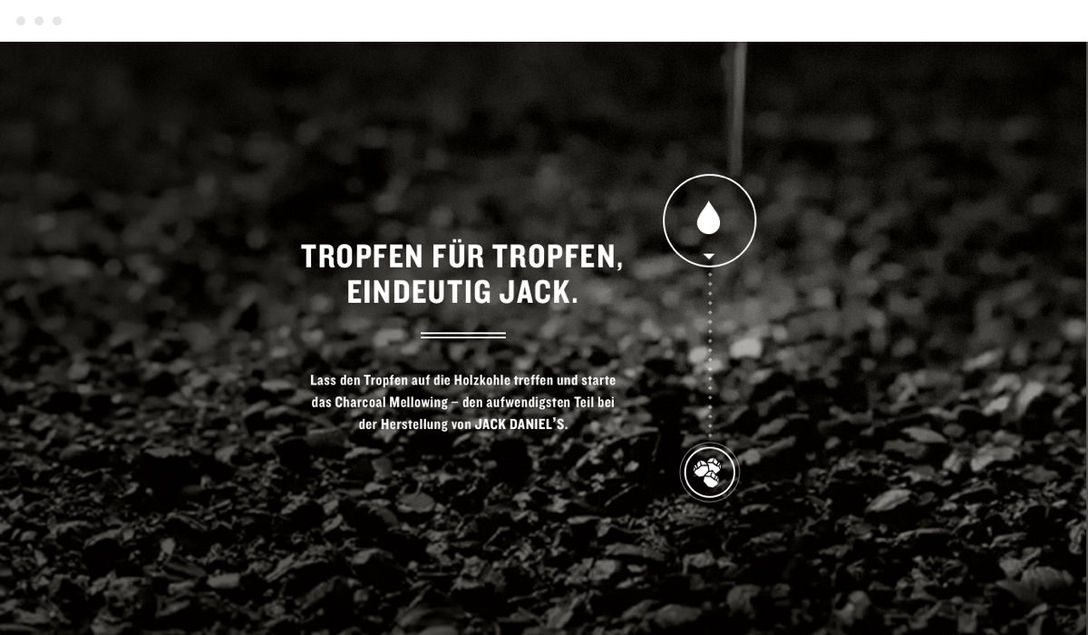 TROPFEN FÜR TROPFEN,
EINDEUTIG JACK.
Lass den Tropfen auf die Holzkohle treffen und starte
das Charcoal Mellowing – den aufwendigsten Teil bei
der Herstellung von JACK DANIEL'S.